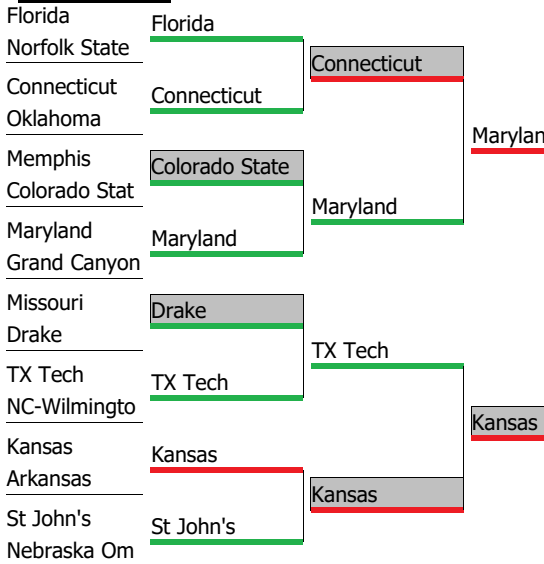 Florida
Norfolk State
Connecticut
Oklahoma
Memphis
Colorado Stat
Maryland
Grand Canyon
Missouri
Drake
TX Tech
NC-Wilmingto
Kansas
Arkansas
St John's
Nebraska Om
Florida
Connecticut
Colorado State
Maryland
Drake
TX Tech
Kansas
St John's
Connecticut
Maryland
TX Tech
Kansas
Marylan
Kansas